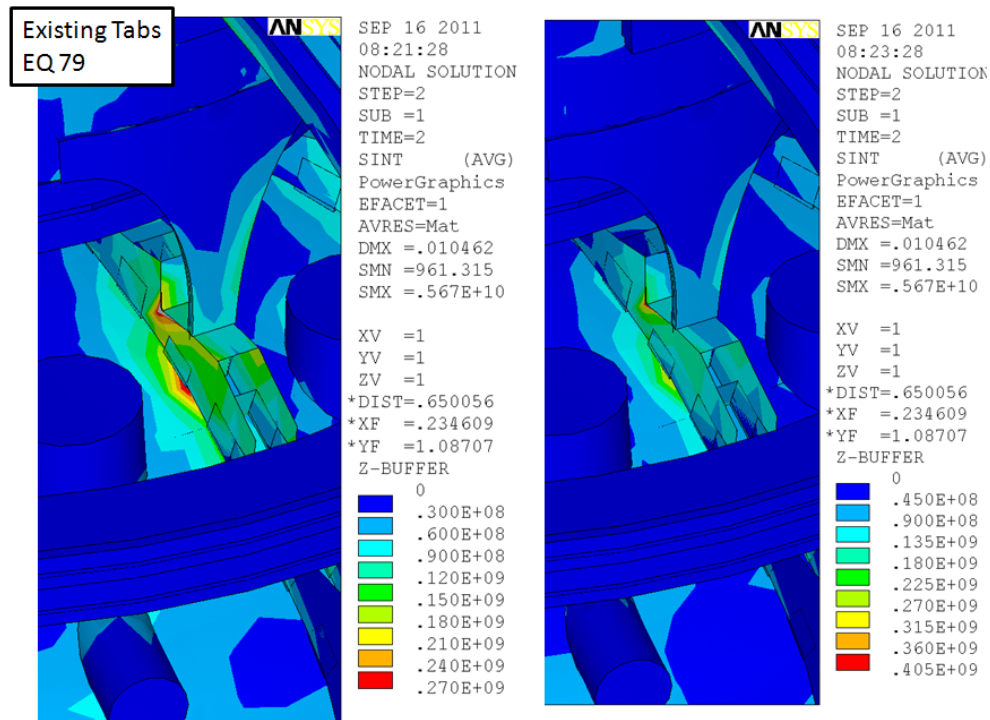 Existing Tabs
EQ 79
ANSYS
SEP 16 2011
08:21:28
NODAL SOLUTION
STEP=2
SUB =1
TIME=2
SINT (AVG)
PowerGraphics
EFACET=1
AVRES=Mat
DMX =.010462
SMN =961.315
SMX =.567E+10
XV =1
YV =1
ZV =1
*DIST=.650056
*XF =.234609
*YF =1.08707
Z-BUFFER
0
.300E+08
.600E+08
.900E+08
.120E+09
.150E+09
.180E+09
.210E+09
.240E+09
.270E+09
ANSYS
SEP 16 2011
08:23:28
NODAL SOLUTION
STEP=2
SUB =1
TIME=2
SINT (AVG)
PowerGraphics
EFACET=1
AVRES=Mat
DMX =.010462
SMN =961.315
SMX =.567E+10
XV =1
YV =1
ZV =1
*DIST=.650056
*XF =.234609
*YF =1.08707
Z-BUFFER
0
.450E+08
.900E+08
.135E+09
.180E+09
.225E+09
.270E+09
.315E+09
.360E+09
.405E+09